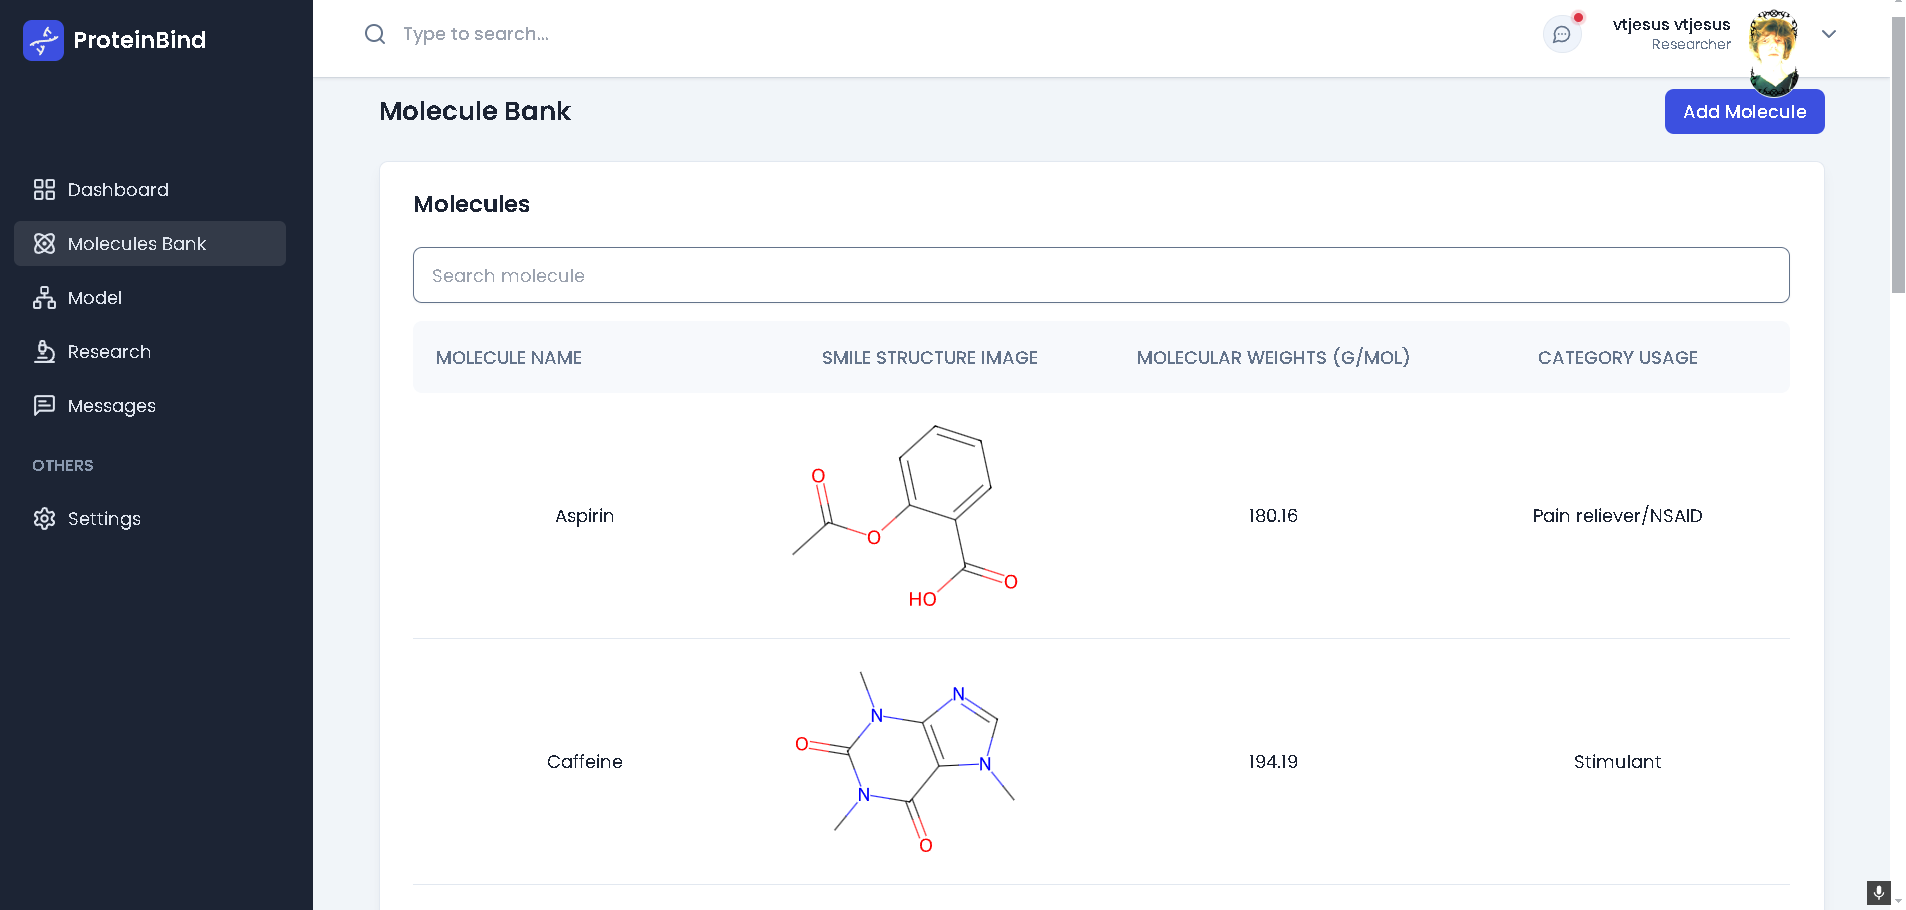 ProteinBind
Type to search...
vtjesus vtjesus
Researcher
Molecule Bank
Add Molecule
Dashboard
Molecules Bank
Model
Research
Messages
OTHERS
Settings
Molecules
Search molecule
MOLECULE NAME SMILE STRUCTURE IMAGE MOLECULAR WEIGHTS (G/MOL) CATEGORY USAGE
Aspirin 180.16 Pain reliever/NSAID
O
O
O
HO
Caffeine 194.19 Stimulant
N
N
O
N
N
O